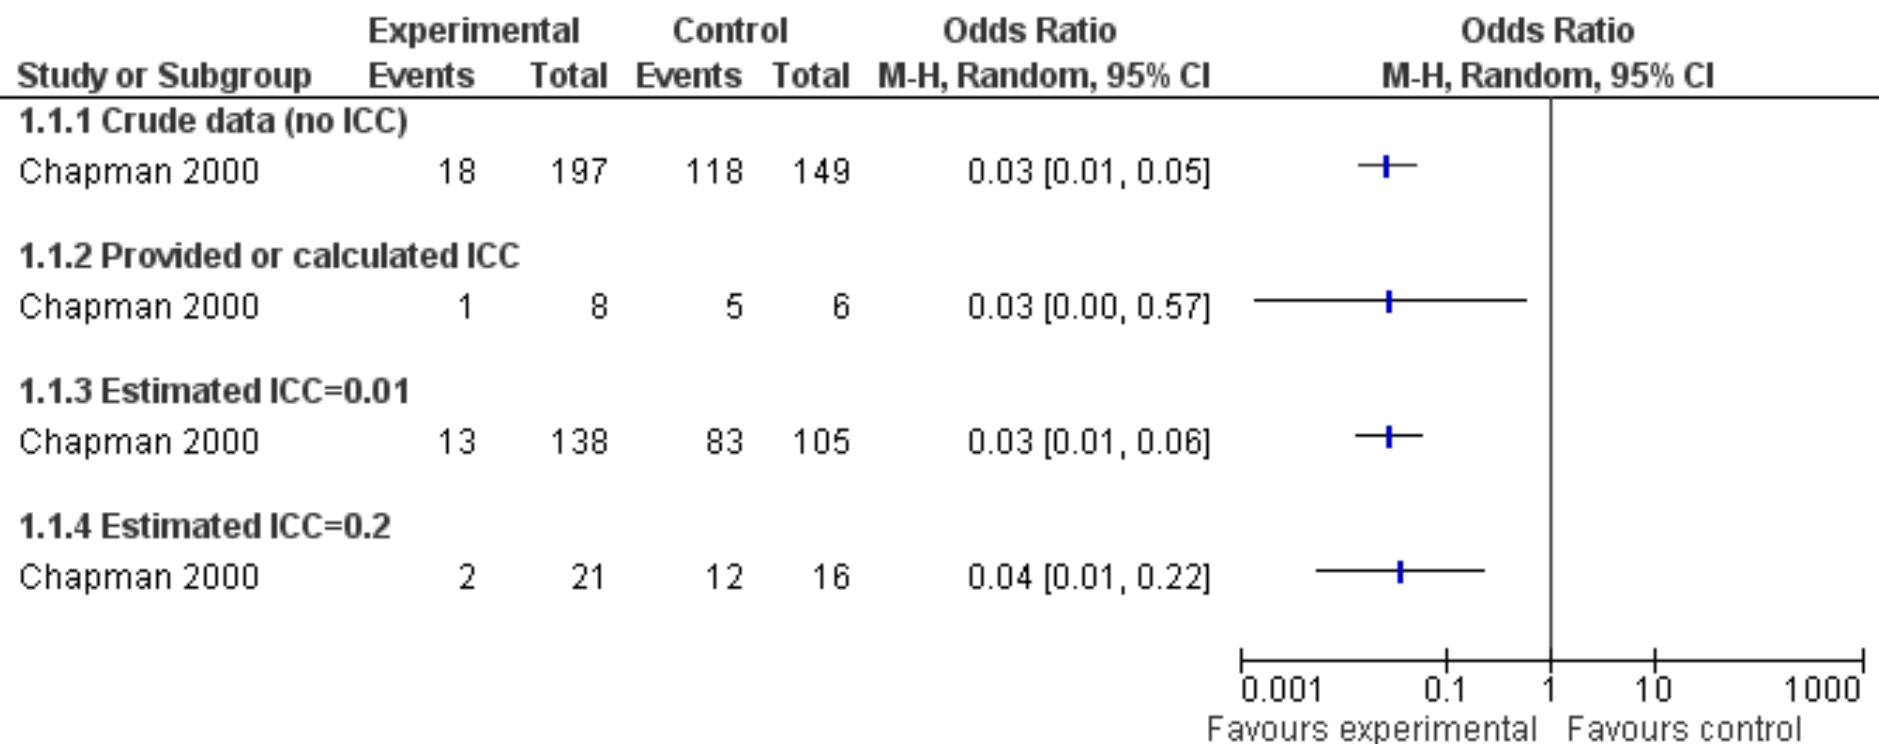 Experimental Control Odds Ratio Odds Ratio
Study or Subgroup Events Total Events Total M-H, Random, 95% CI M-H, Random, 95% CI
1.1.1 Crude data (no ICC)
Chapman 2000 18 197 118 149 0.03 [0.01, 0.05]
1.1.2 Provided or calculated ICC
Chapman 2000 1 8 5 6 0.03 [0.00, 0.57]
1.1.3 Estimated ICC=0.01
Chapman 2000 13 138 83 105 0.03 [0.01, 0.06]
1.1.4 Estimated ICC=0.2
Chapman 2000 2 21 12 16 0.04 [0.01, 0.22]
0.001 0.1 1 10 1000
Favours experimental Favours control